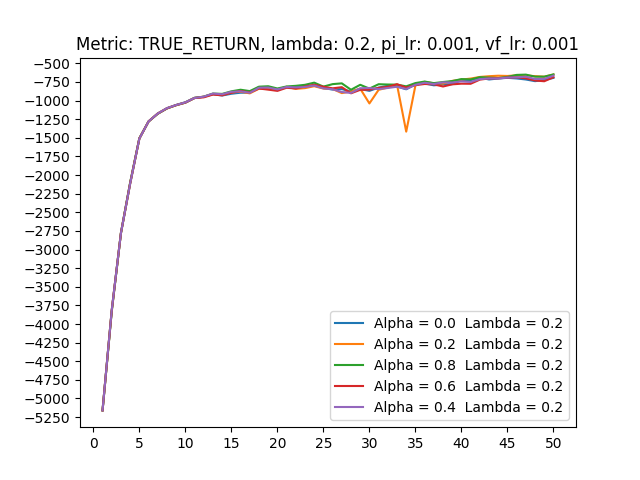 Metric: TRUE_RETURN, lambda: 0.2, pi_lr: 0.001, vf_lr: 0.001
−500
−750
−1000
−1250
−1500
−1750
−2000
−2250
−2500
−2750
−3000
−3250
−3500
−3750
−4000
−4250
−4500
−4750
−5000
−5250
Alpha = 0.0  Lambda = 0.2
Alpha = 0.2  Lambda = 0.2
Alpha = 0.8  Lambda = 0.2
Alpha = 0.6  Lambda = 0.2
Alpha = 0.4  Lambda = 0.2
0 5 10 15 20 25 30 35 40 45 50